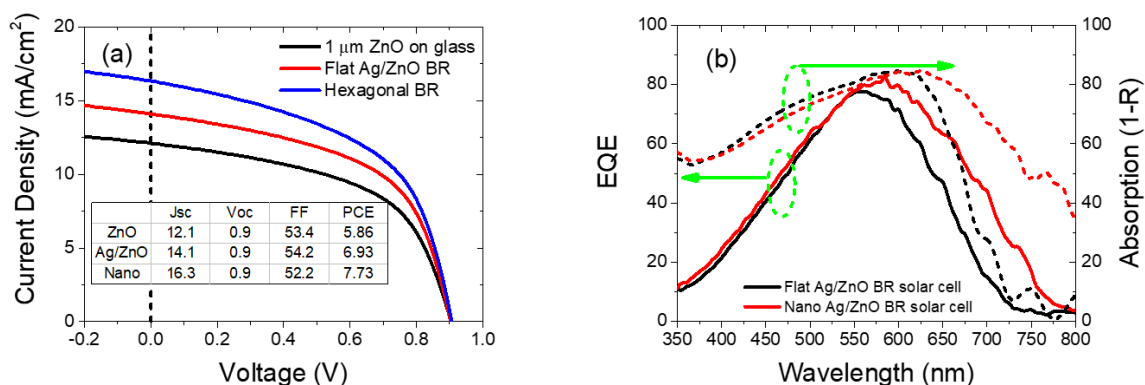 (a)
1 μm ZnO on glass
Flat Ag/ZnO BR
Hexagonal BR
Current Density (mA/cm²)
20
15
10
5
0
Jsc Voc FF PCE
ZnO 12.1 0.9 53.4 5.86
Ag/ZnO 14.1 0.9 54.2 6.93
Nano 16.3 0.9 52.2 7.73
-0.2 0.0 0.2 0.4 0.6 0.8 1.0
Voltage (V)
(b)
EQE
100
80
60
40
20
0
Flat Ag/ZnO BR solar cell
Nano Ag/ZnO BR solar cell
100
80
60
40
20
0
Absorption (1-R)
350 400 450 500 550 600 650 700 750 800
Wavelength (nm)